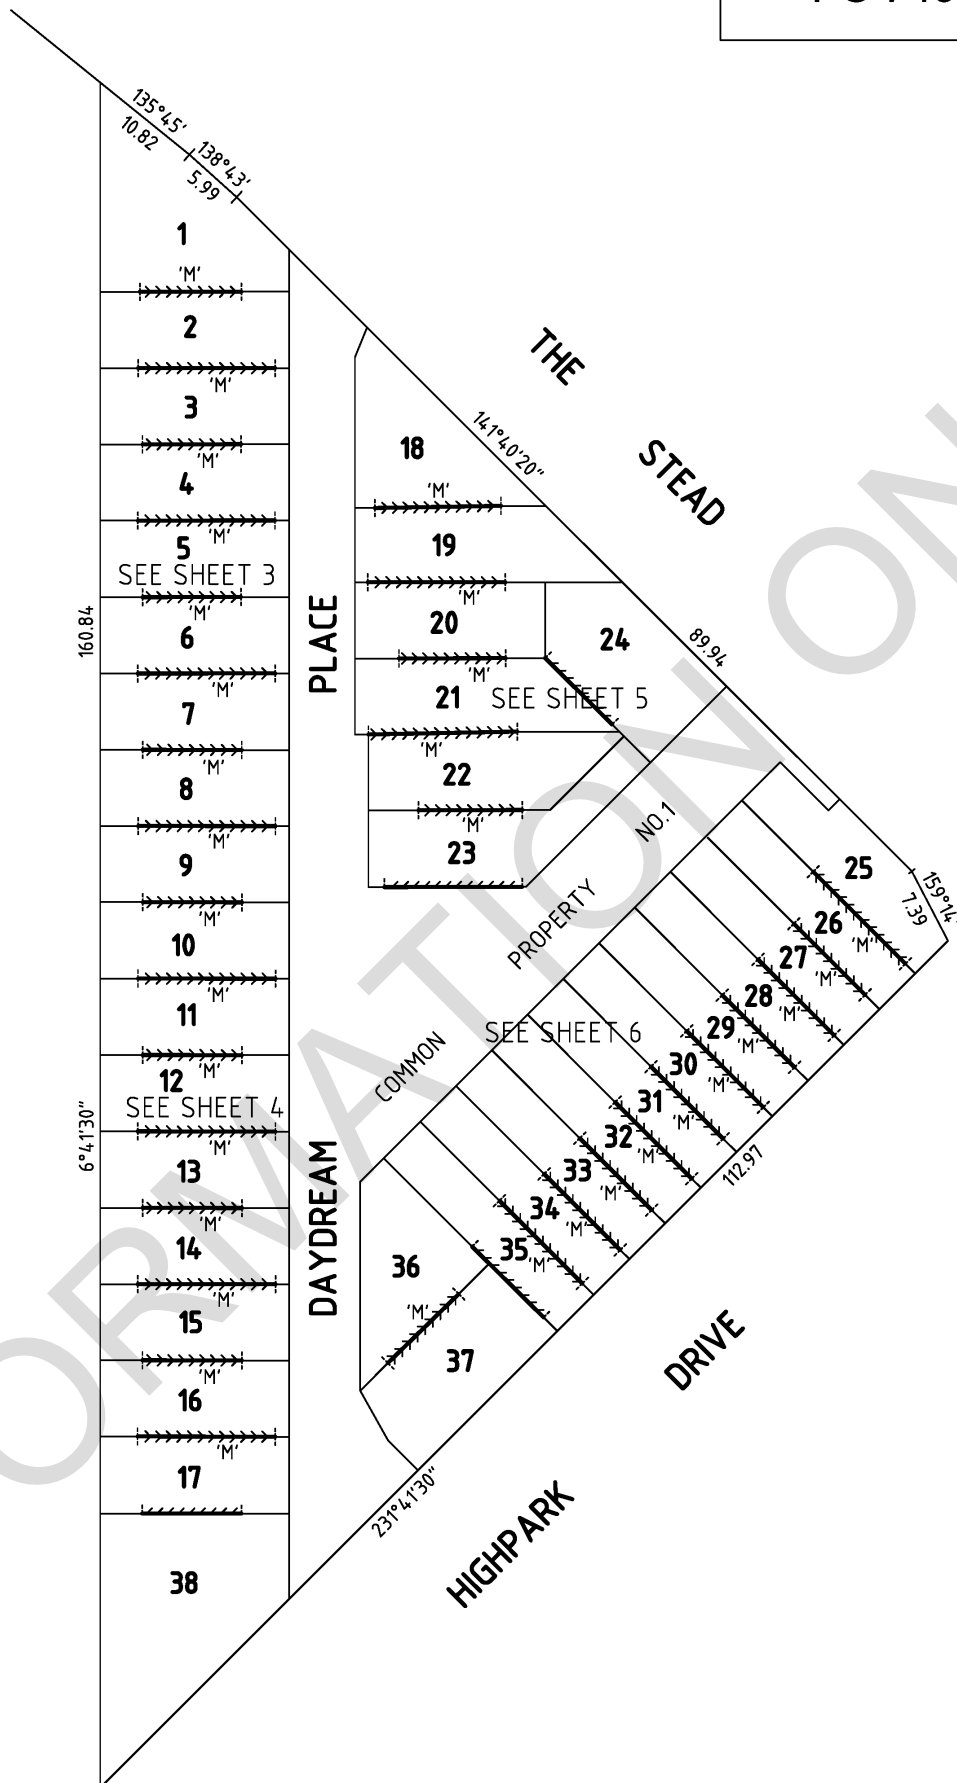 135°45'
10.82
138°43'
5.99
1
'M'
2
'M'
3
'M'
4
'M'
5
SEE SHEET 3
'M'
6
'M'
7
'M'
8
'M'
9
'M'
10
'M'
11
'M'
12
SEE SHEET 4
'M'
13
'M'
14
'M'
15
'M'
16
'M'
17
38
160.84
6°41'30"
DAYDREAM PLACE
THE STEAD
141°40'20"
89.94
18
'M'
19
'M'
20
'M'
24
21
SEE SHEET 5
'M'
22
'M'
23
COMMON PROPERTY NO.1
25
159°14'
7.39
'M'
26
'M'
27
'M'
28
'M'
29
'M'
SEE SHEET 6
30
'M'
31
'M'
32
'M'
33
'M'
34
'M'
35
36
'M'
37
112.97
231°41'30"
HIGHPARK DRIVE
ORMATION ON